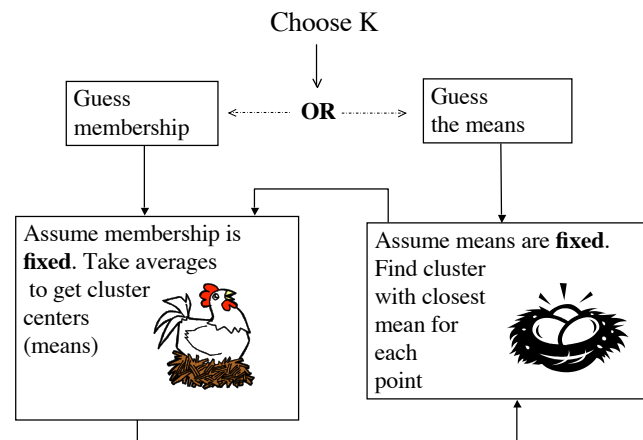 Choose K
Guess
membership
OR
Guess
the means
Assume membership is
fixed. Take averages
to get cluster
centers
(means)
Assume means are fixed.
Find cluster
with closest
mean for
each
point